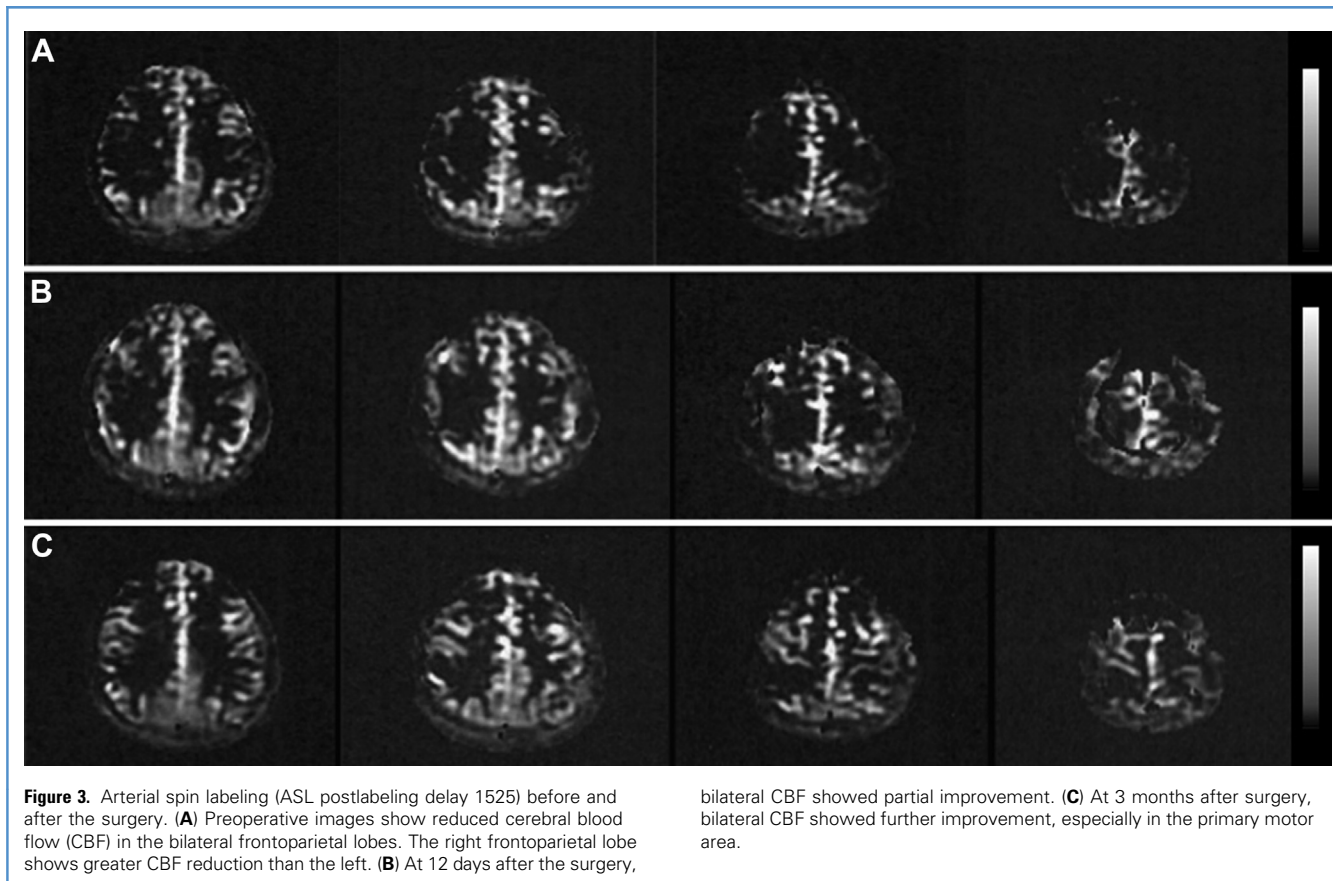 A
B
C
Figure 3. Arterial spin labeling (ASL postlabeling delay 1525) before and
after the surgery. (A) Preoperative images show reduced cerebral blood
flow (CBF) in the bilateral frontoparietal lobes. The right frontoparietal lobe
shows greater CBF reduction than the left. (B) At 12 days after the surgery,
bilateral CBF showed partial improvement. (C) At 3 months after surgery,
bilateral CBF showed further improvement, especially in the primary motor
area.